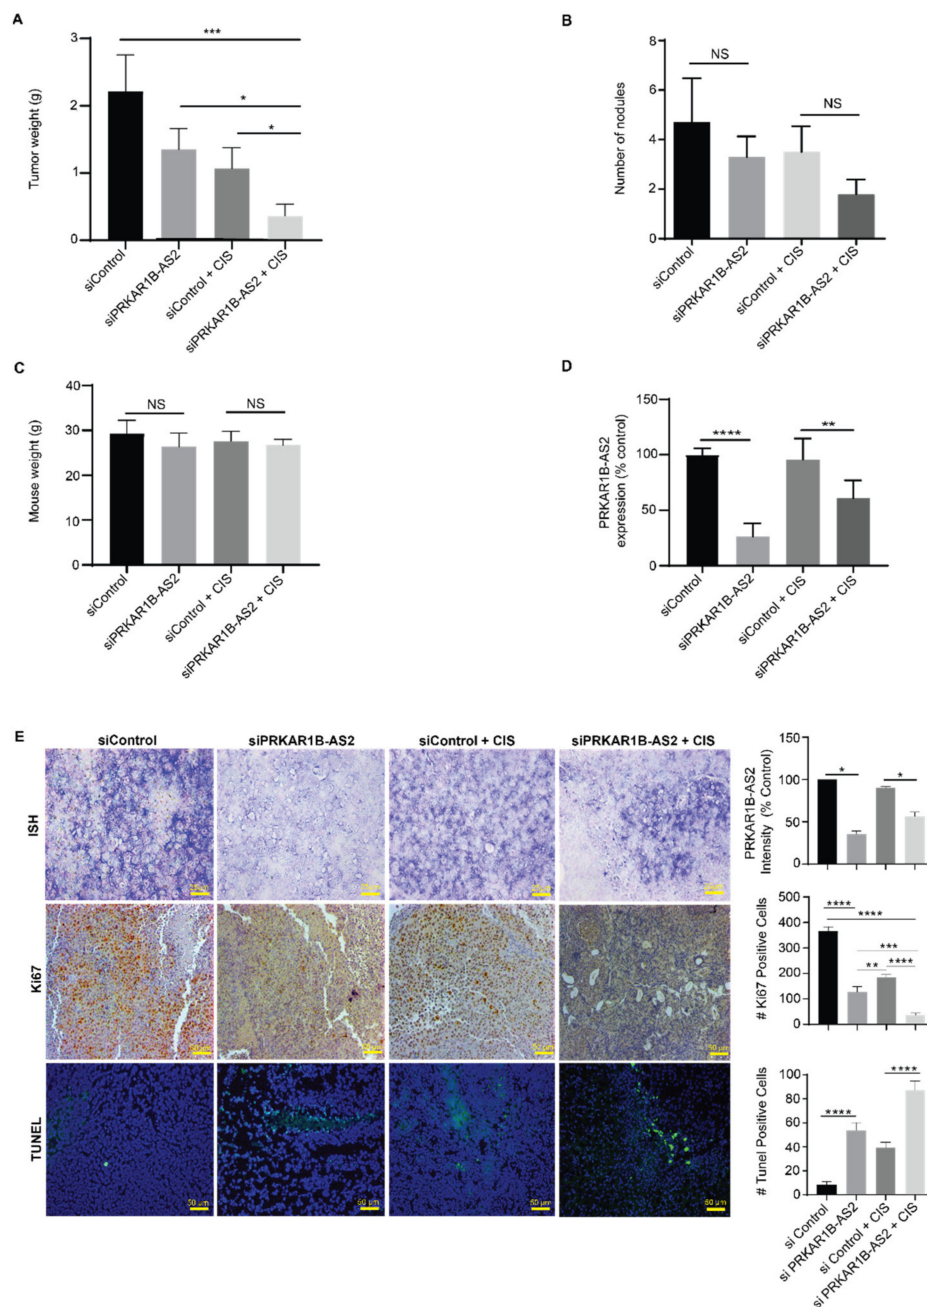 A
Tumor weight (g)
3
2
1
0
***
*
*
siControl
siPRKAR1B-AS2
siControl + CIS
siPRKAR1B-AS2 + CIS
B
Number of nodules
8
6
4
2
0
NS
NS
siControl
siPRKAR1B-AS2
siControl + CIS
siPRKAR1B-AS2 + CIS
C
Mouse weight (g)
40
30
20
10
0
NS
NS
siControl
siPRKAR1B-AS2
siControl + CIS
siPRKAR1B-AS2 + CIS
D
PRKAR1B-AS2
expression (% control)
150
100
50
0
****
**
siControl
siPRKAR1B-AS2
siControl + CIS
siPRKAR1B-AS2 + CIS
E
siControl
siPRKAR1B-AS2
siControl + CIS
siPRKAR1B-AS2 + CIS
ISH
Ki67
50 µm
TUNEL
50 µm
50 µm
50 µm
50 µm
PRKAR1B-AS2
Intensity (% Control)
150
100
50
0
*
*
# Ki67 Positive Cells
500
400
300
200
100
0
****
****
***
**
****
# Tunel Positive Cells
100
80
60
40
20
0
****
****
si Control
si PRKAR1B-AS2
si Control + CIS
si PRKAR1B-AS2 + CIS